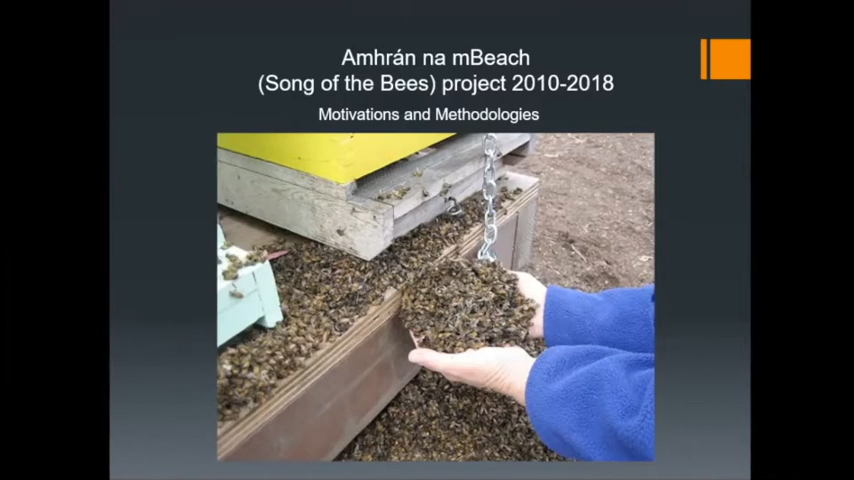 Amhrán na mBeach
(Song of the Bees) project 2010-2018
Motivations and Methodologies